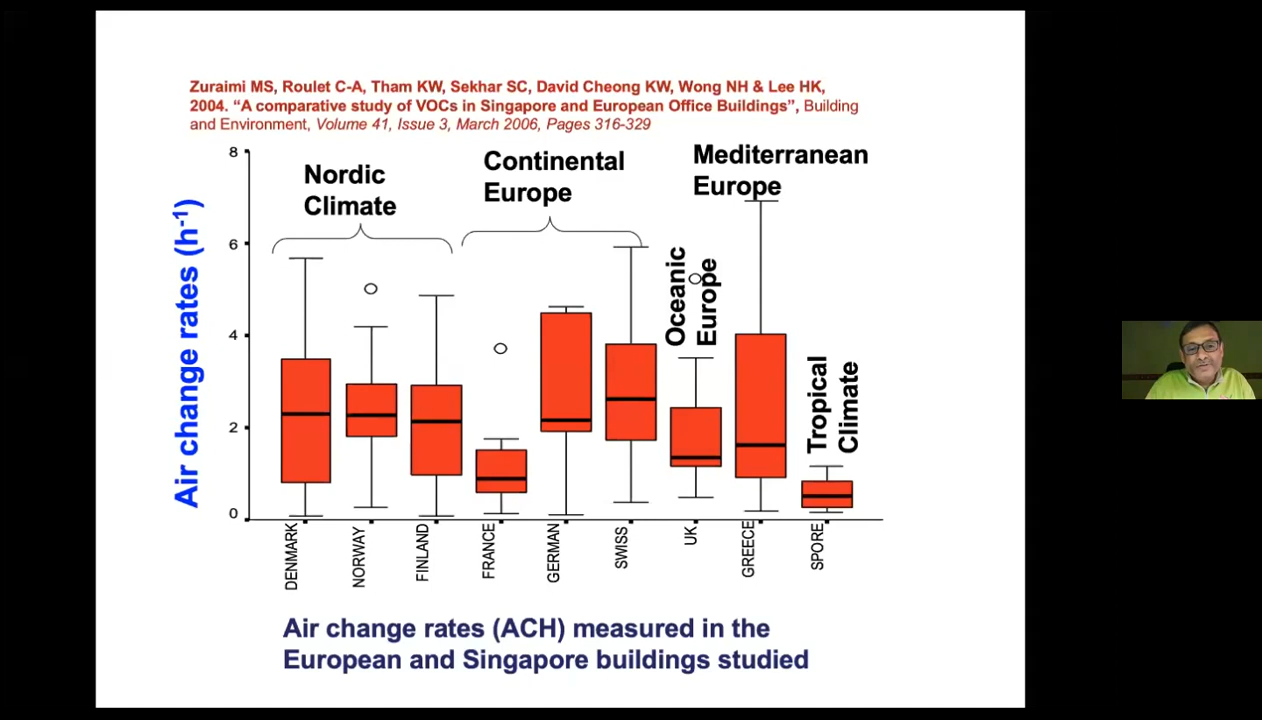 Zuraimi MS, Roulet C-A, Tham KW, Sekhar SC, David Cheong KW, Wong NH & Lee HK,
2004. “A comparative study of VOCs in Singapore and European Office Buildings”, Building
and Environment, Volume 41, Issue 3, March 2006, Pages 316-329
Nordic
Climate
Continental
Europe
Mediterranean
Europe
Oceanic
Europe
Tropical
Climate
Air change rates (h-1)
8
6
4
2
0
DENMARK
NORWAY
FINLAND
FRANCE
GERMAN
SWISS
UK
GREECE
SPORE
Air change rates (ACH) measured in the
European and Singapore buildings studied